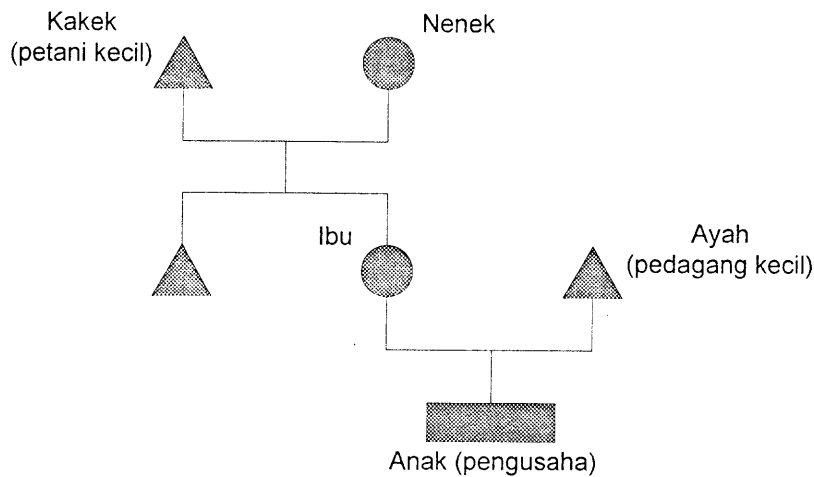 Kakek
(petani kecil)
Nenek
Ibu
Ayah
(pedagang kecil)
Anak (pengusaha)